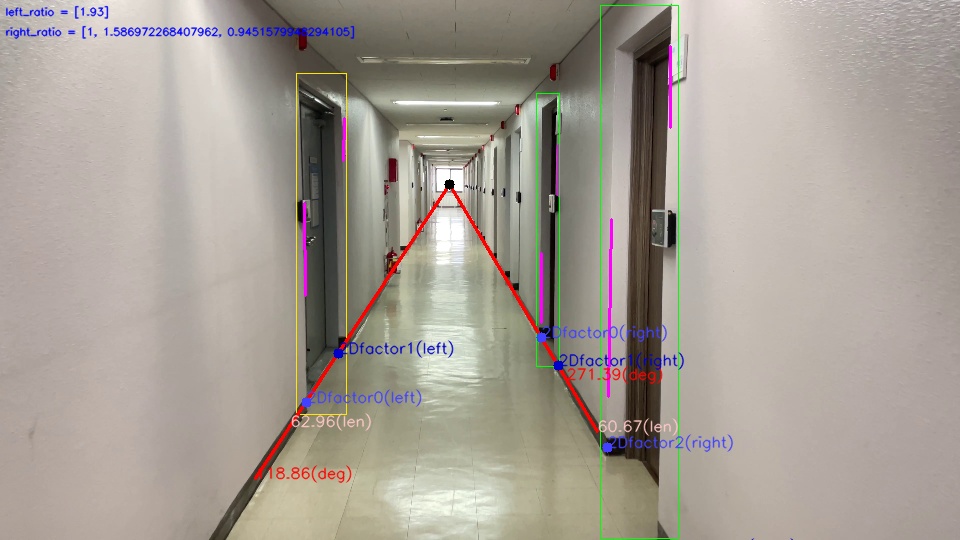 left_ratio = [1.93]
right_ratio = [1, 1.586972268407962, 0.9451579948294105]
2Dfactor0(right)
2Dfactor1(left)
2Dfactor1(right)
271.39(deg)
2Dfactor0(left)
62.96(len)
60.67(len)
2Dfactor2(right)
18.86(deg)